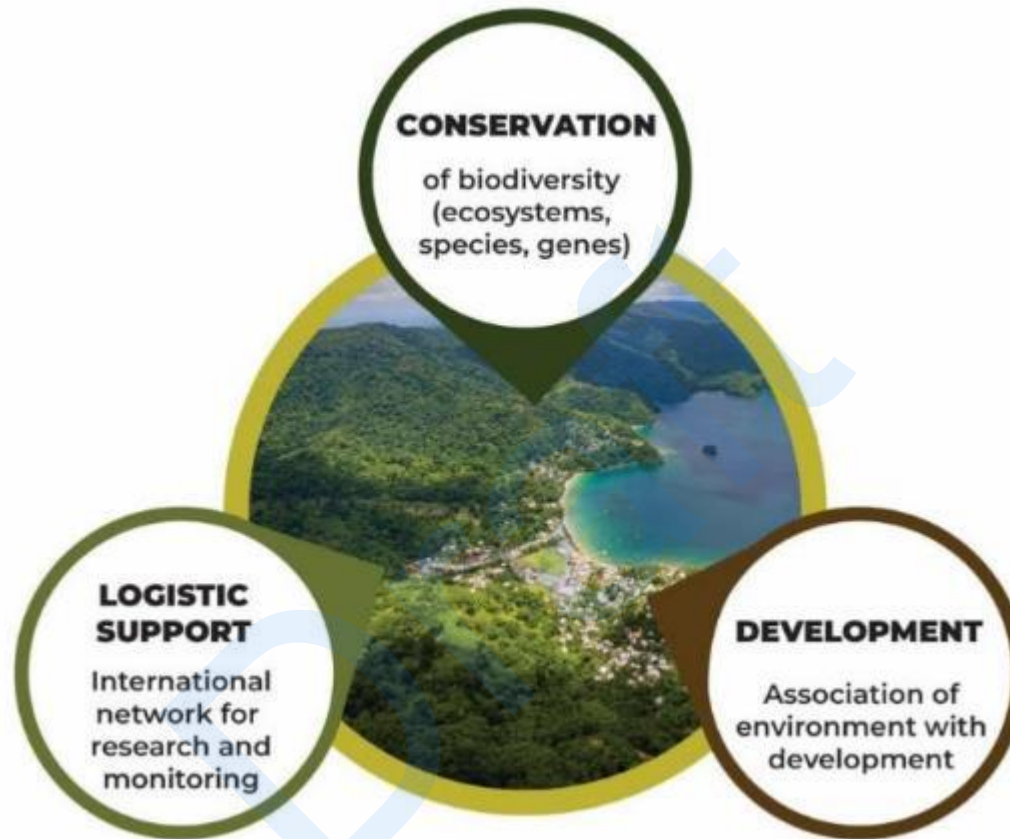 CONSERVATION
of biodiversity
(ecosystems,
species, genes)
LOGISTIC
SUPPORT
International
network for
research and
monitoring
DEVELOPMENT
Association of
environment with
development